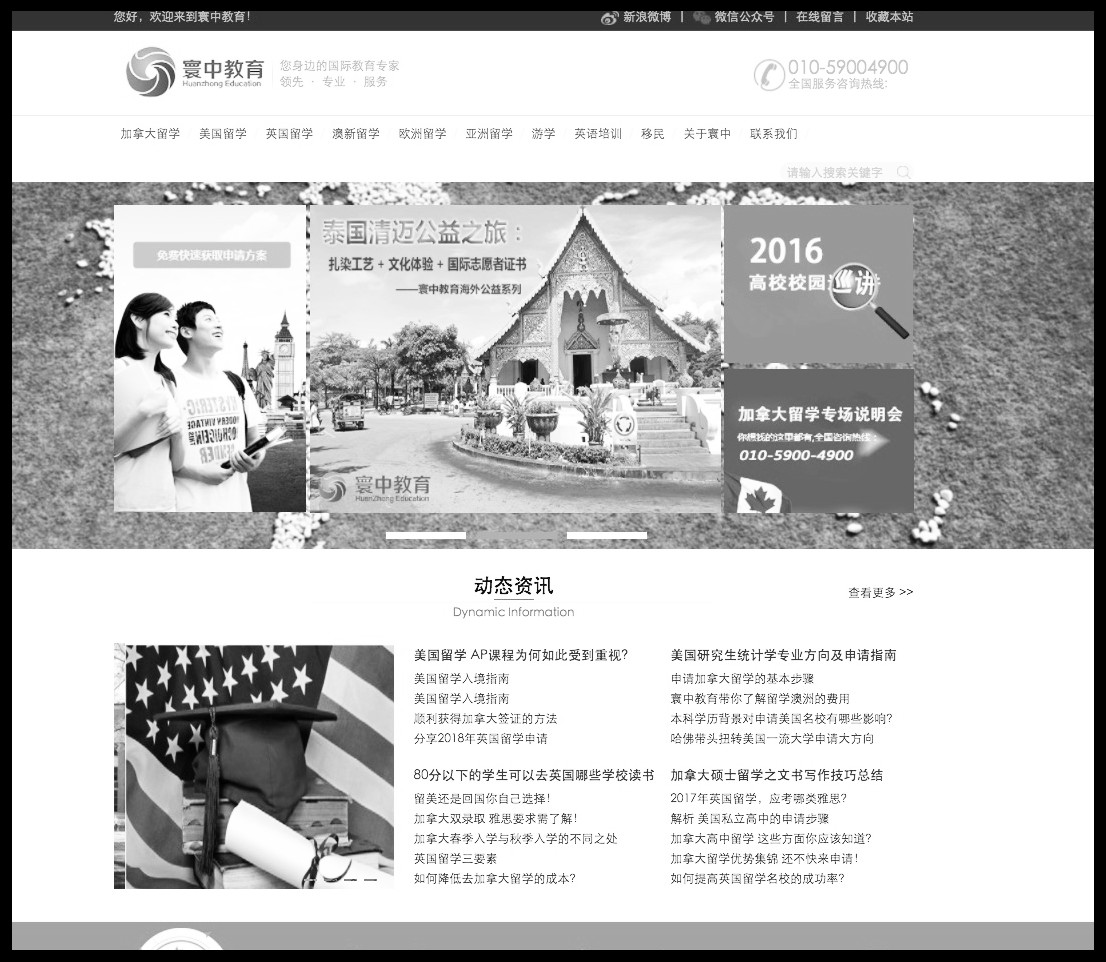 您好，欢迎来到寰中教育！
新浪微博 | 微信公众号 | 在线留言 | 收藏本站
寰中教育
Huanzhong Education
您身边的国际教育专家
领先 · 专业 · 服务
010-59004900
全国服务咨询热线：
加拿大留学 美国留学 英国留学 澳新留学 欧洲留学 亚洲留学 游学 英语培训 移民 关于寰中 联系我们
请输入搜索关键字
免费快速获取申请方案
泰国清迈公益之旅：
扎染工艺 + 文化体验 + 国际志愿者证书
——寰中教育海外公益系列
寰中教育
HuanZhong Education
2016
高校校园巡讲
加拿大留学专场说明会
你想找的这里都有,全国咨询热线：
010-5900-4900
动态资讯
Dynamic Information
查看更多 >>
美国留学 AP课程为何如此受到重视？
美国留学入境指南
美国留学入境指南
顺利获得加拿大签证的方法
分享2018年英国留学申请
美国研究生统计学专业方向及申请指南
申请加拿大留学的基本步骤
寰中教育带你了解留学澳洲的费用
本科学历背景对申请美国名校有哪些影响？
哈佛带头扭转美国一流大学申请大方向
80分以下的学生可以去英国哪些学校读书
留美还是回国你自己选择！
加拿大双录取 雅思要求需了解！
加拿大春季入学与秋季入学的不同之处
英国留学三要素
如何降低去加拿大留学的成本？
加拿大硕士留学之文书写作技巧总结
2017年英国留学，应考哪类雅思？
解析 美国私立高中的申请步骤
加拿大高中留学 这些方面你应该知道？
加拿大留学优势集锦 还不快来申请！
如何提高英国留学名校的成功率？